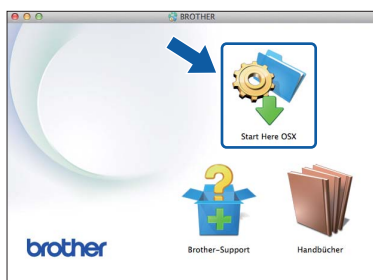 BROTHER
Start Here OSX
Brother-Support
Handbücher
brother